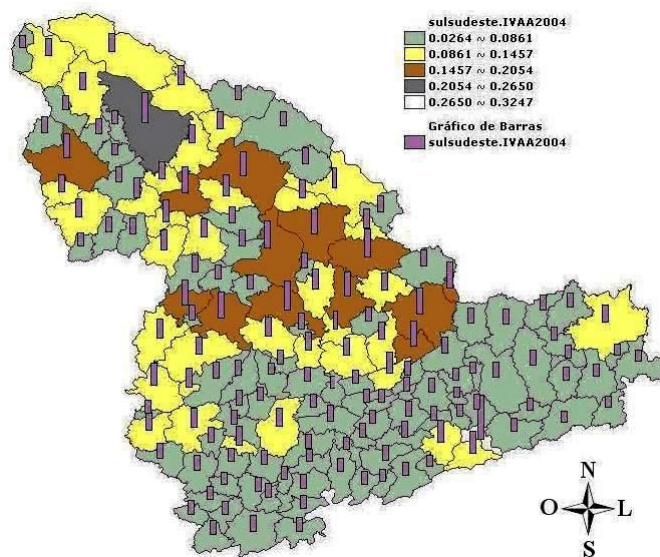 sulsudeste.IVAA2004
0.0264 ~ 0.0861
0.0861 ~ 0.1457
0.1457 ~ 0.2054
0.2054 ~ 0.2650
0.2650 ~ 0.3247
Gráfico de Barras
sulsudeste.IVAA2004
N
O
L
S